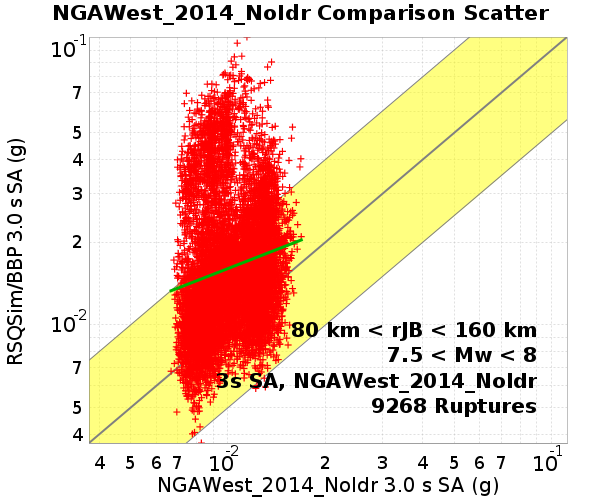 NGAWest_2014_NoIdr Comparison Scatter
RSQSim/BBP 3.0 s SA (g)
10⁻¹
7
5
4
3
2
10⁻²
7
5
4
80 km < rJB < 160 km
7.5 < Mw < 8
3s SA, NGAWest_2014_NoIdr
9268 Ruptures
4 5 6 7 10⁻² 2 3 4 5 6 7 10⁻¹
NGAWest_2014_NoIdr 3.0 s SA (g)